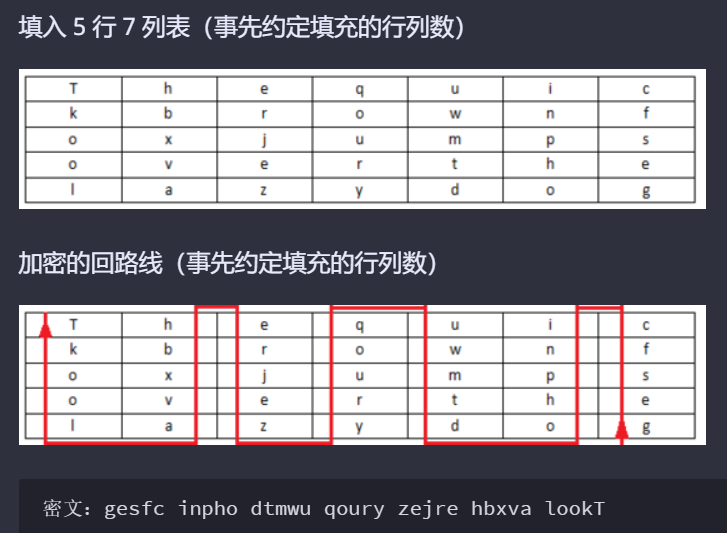 填入 5 行 7 列表（事先约定填充的行列数）
T h e q u i c
k b r o w n f
o x j u m p s
o v e r t h e
l a z y d o g
加密的回路线（事先约定填充的行列数）
T h e q u i c
k b r o w n f
o x j u m p s
o v e r t h e
l a z y d o g
密文：gesfc inpho dtmwu qoury zejre hbxva lookT